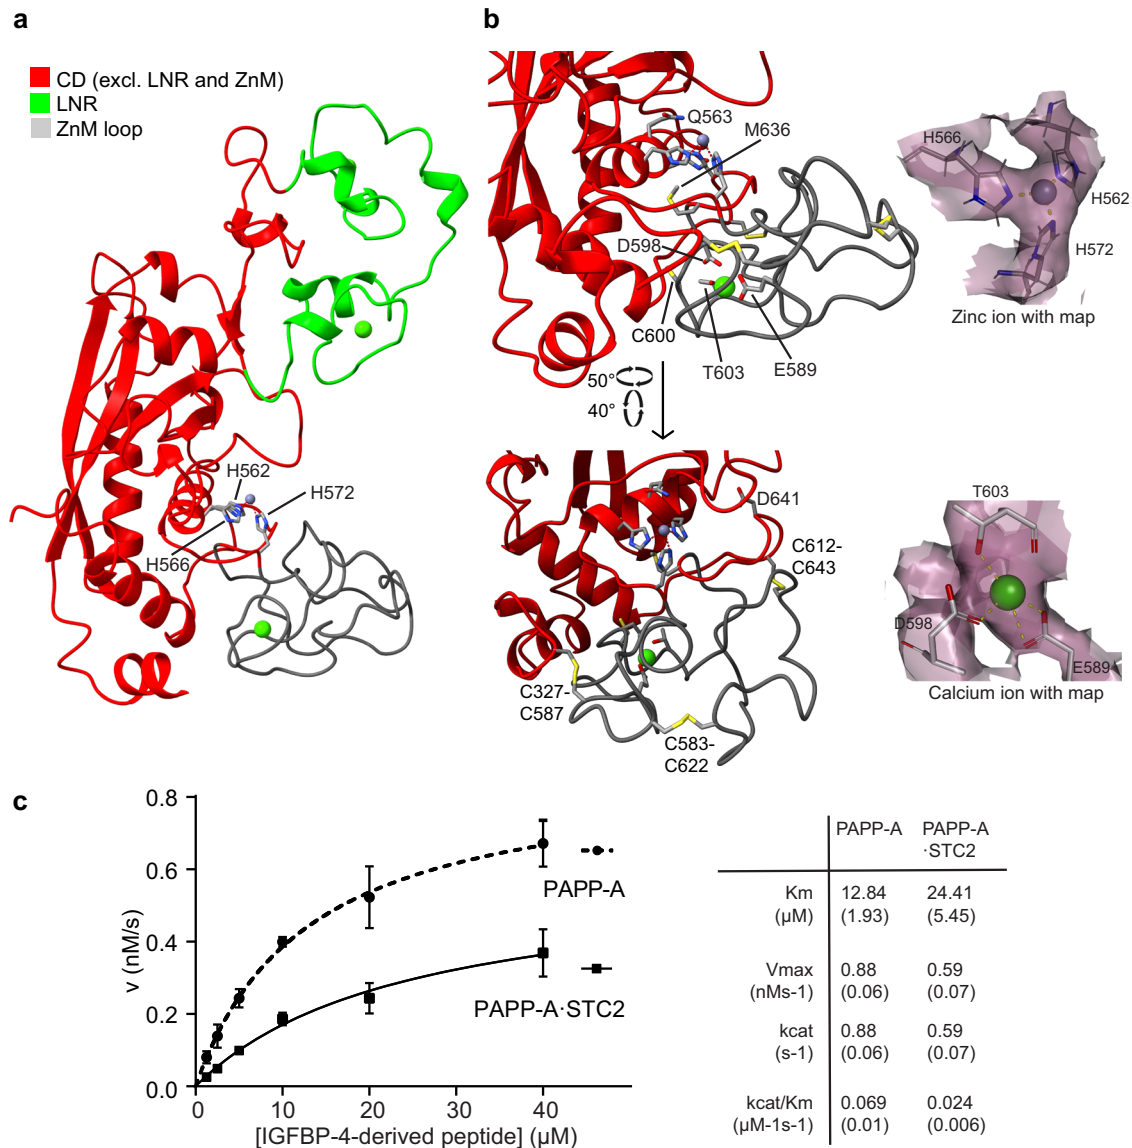 a
CD (excl. LNR and ZnM)
LNR
ZnM loop
H562
H572
H566
b
Q563
M636
D598
C600
T603
E589
50°
40°
D641
C612-
C643
C327-
C587
C583-
C622
H566
H562
H572
Zinc ion with map
T603
D598
E589
Calcium ion with map
c
v (nM/s)
0.8
0.6
0.4
0.2
0.0
0
10
20
30
40
[IGFBP-4-derived peptide] (µM)
PAPP-A
PAPP-A·STC2
PAPP-A PAPP-A
·STC2
Km 12.84 24.41
(µM) (1.93) (5.45)
Vmax 0.88 0.59
(nMs-1) (0.06) (0.07)
kcat 0.88 0.59
(s-1) (0.06) (0.07)
kcat/Km 0.069 0.024
(µM-1s-1) (0.01) (0.006)